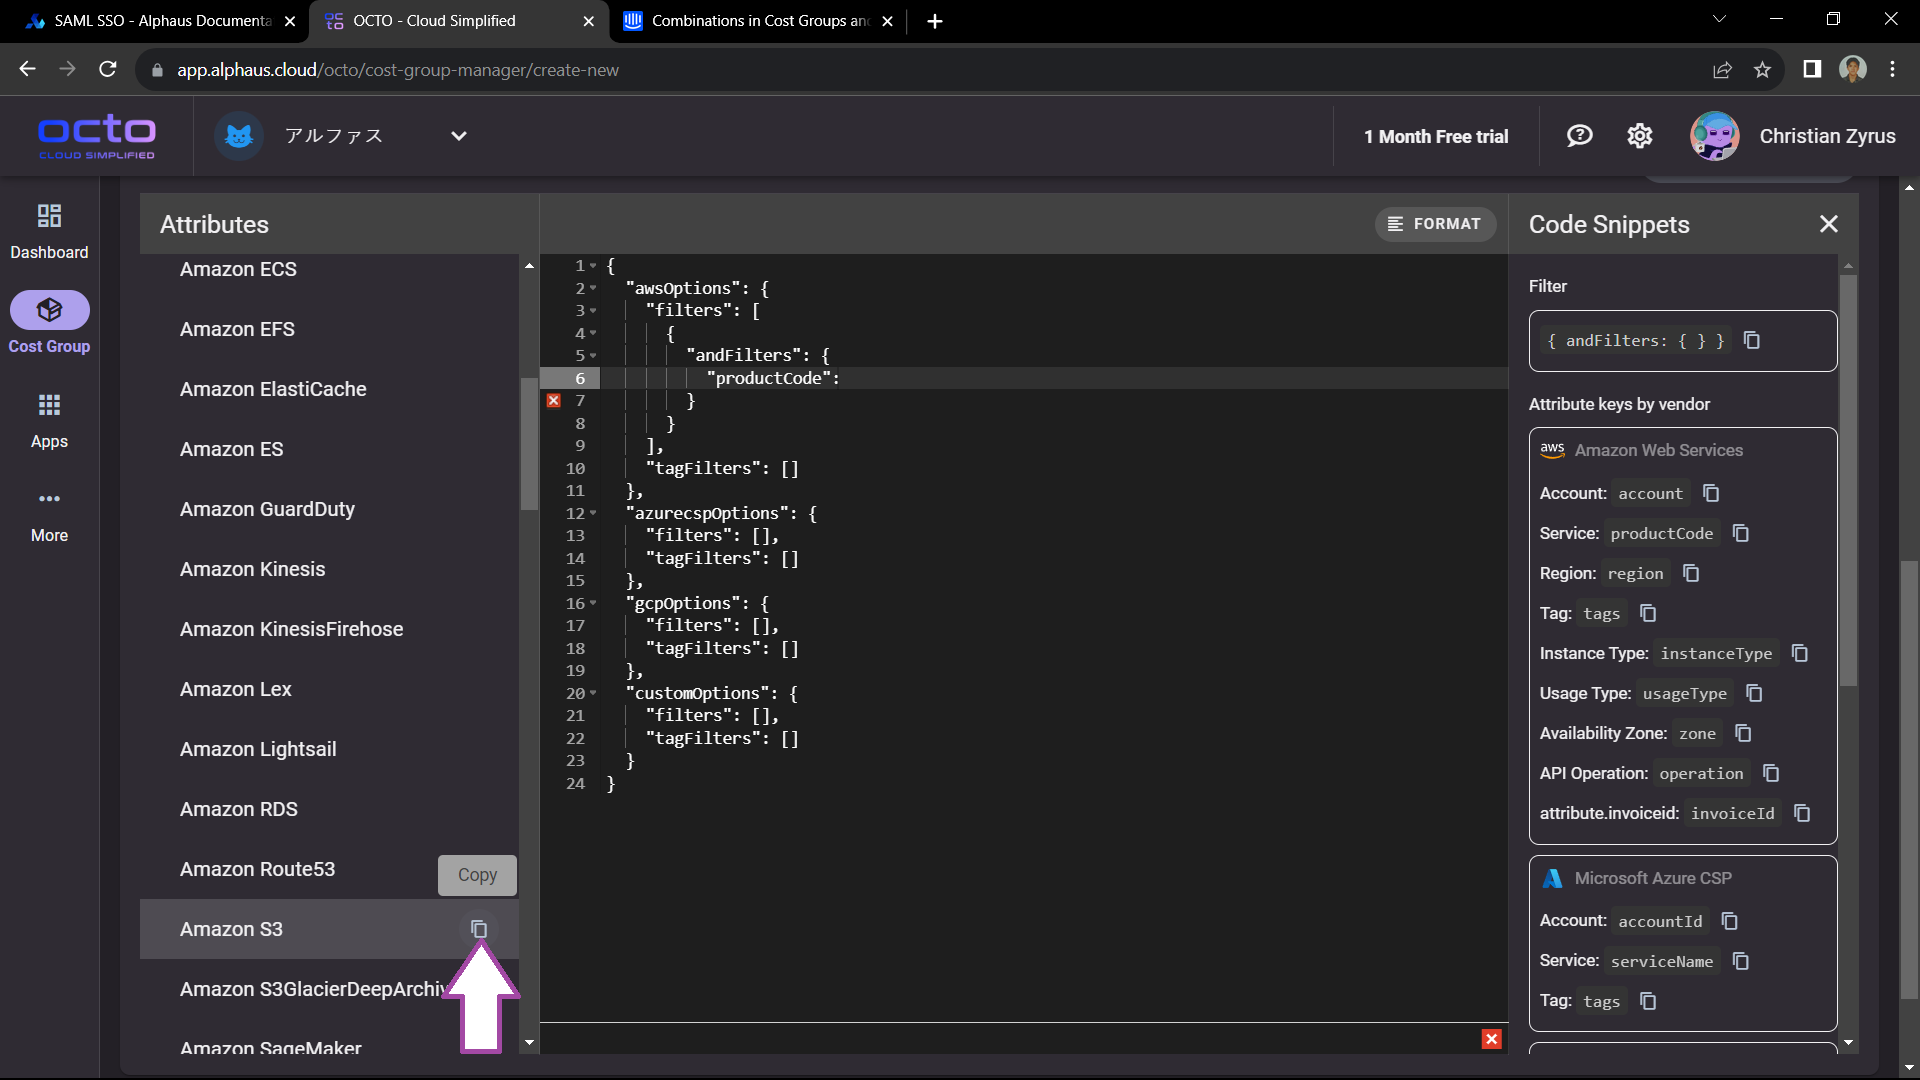 SAML SSO - Alphaus Documenta
OCTO - Cloud Simplified
Combinations in Cost Groups an
app.alphaus.cloud/octo/cost-group-manager/create-new
octo
CLOUD SIMPLIFIED
アルファス
1 Month Free trial
Christian Zyrus
Dashboard
Cost Group
Apps
More
Attributes
Amazon ECS
Amazon EFS
Amazon ElastiCache
Amazon ES
Amazon GuardDuty
Amazon Kinesis
Amazon KinesisFirehose
Amazon Lex
Amazon Lightsail
Amazon RDS
Amazon Route53
Copy
Amazon S3
Amazon S3GlacierDeepArchiv
Amazon SageMaker
FORMAT
1 {
2 "awsOptions": {
3 "filters": [
4 {
5 "andFilters": {
6 "productCode":
7 }
8 }
9 ],
10 "tagFilters": []
11 },
12 "azurecspOptions": {
13 "filters": [],
14 "tagFilters": []
15 },
16 "gcpOptions": {
17 "filters": [],
18 "tagFilters": []
19 },
20 "customOptions": {
21 "filters": [],
22 "tagFilters": []
23 }
24 }
Code Snippets
Filter
{ andFilters: { } }
Attribute keys by vendor
aws Amazon Web Services
Account: account
Service: productCode
Region: region
Tag: tags
Instance Type: instanceType
Usage Type: usageType
Availability Zone: zone
API Operation: operation
attribute.invoiceid: invoiceId
Microsoft Azure CSP
Account: accountId
Service: serviceName
Tag: tags